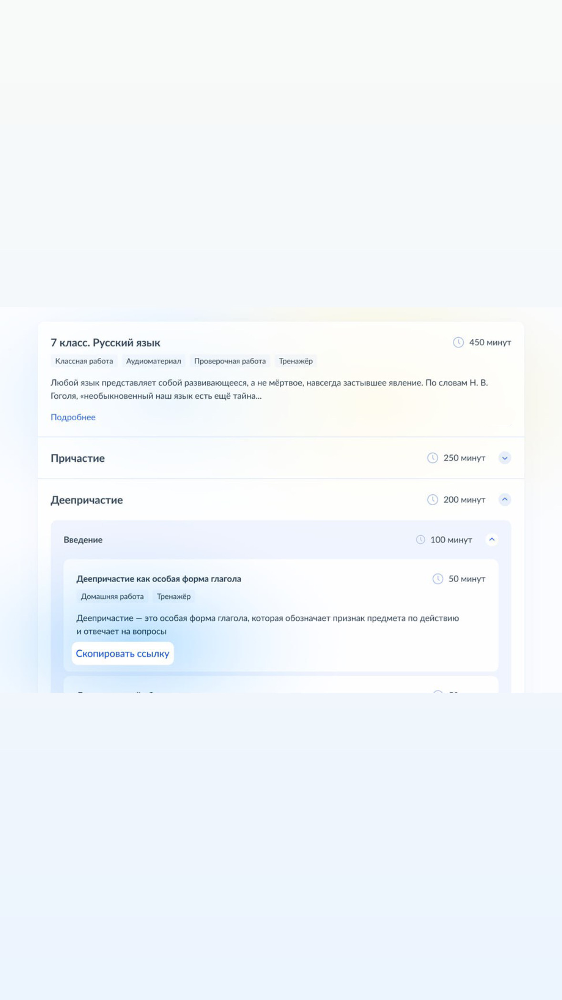 7 класс. Русский язык
450 минут
Классная работа
Аудиоматериал
Проверочная работа
Тренажёр
Любой язык представляет собой развивающееся, а не мёртвое, навсегда застывшее явление. По словам Н. В.
Гоголя, «необыкновенный наш язык есть ещё тайна...
Подробнее
Причастие
250 минут
Деепричастие
200 минут
Введение
100 минут
Деепричастие как особая форма глагола
50 минут
Домашняя работа
Тренажёр
Деепричастие — это особая форма глагола, которая обозначает признак предмета по действию
и отвечает на вопросы
Скопировать ссылку